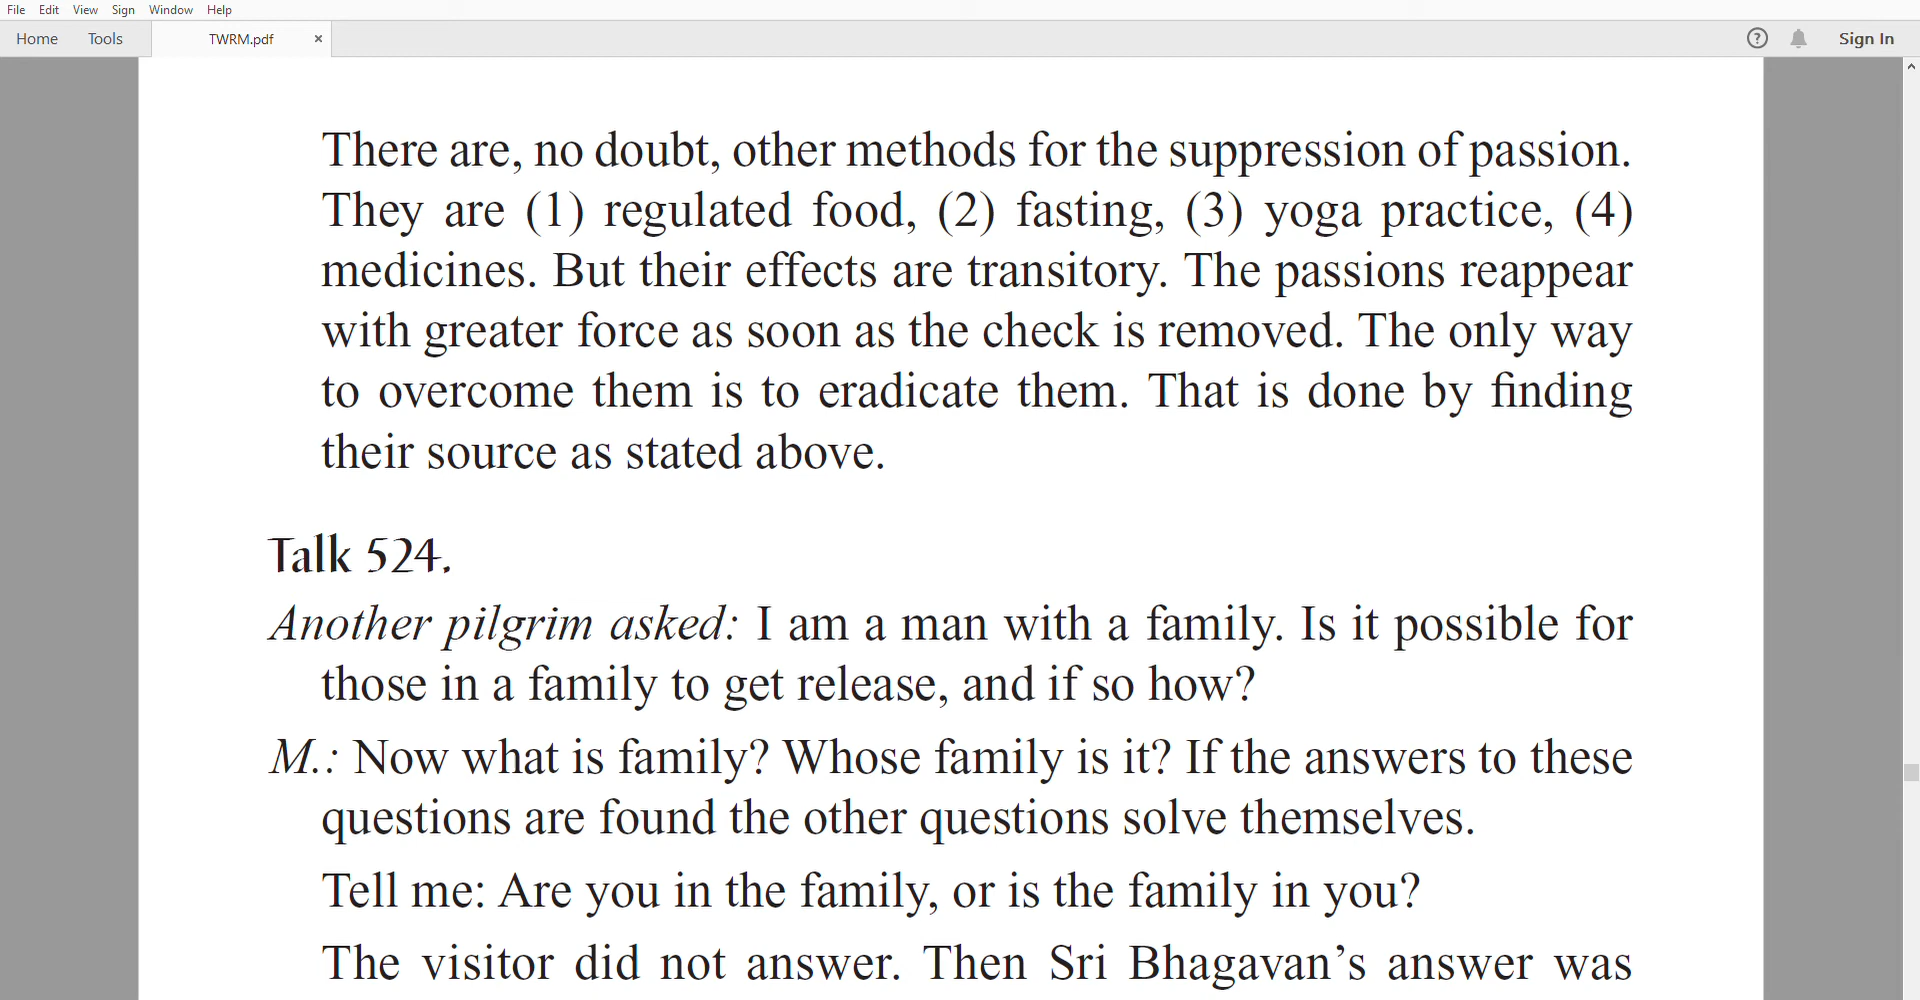 File Edit View Sign Window Help
Home Tools TWRM.pdf × ? Sign In
There are, no doubt, other methods for the suppression of passion.
They are (1) regulated food, (2) fasting, (3) yoga practice, (4)
medicines. But their effects are transitory. The passions reappear
with greater force as soon as the check is removed. The only way
to overcome them is to eradicate them. That is done by finding
their source as stated above.
Talk 524.
Another pilgrim asked: I am a man with a family. Is it possible for
those in a family to get release, and if so how?
M.: Now what is family? Whose family is it? If the answers to these
questions are found the other questions solve themselves.
Tell me: Are you in the family, or is the family in you?
The visitor did not answer. Then Sri Bhagavan’s answer was